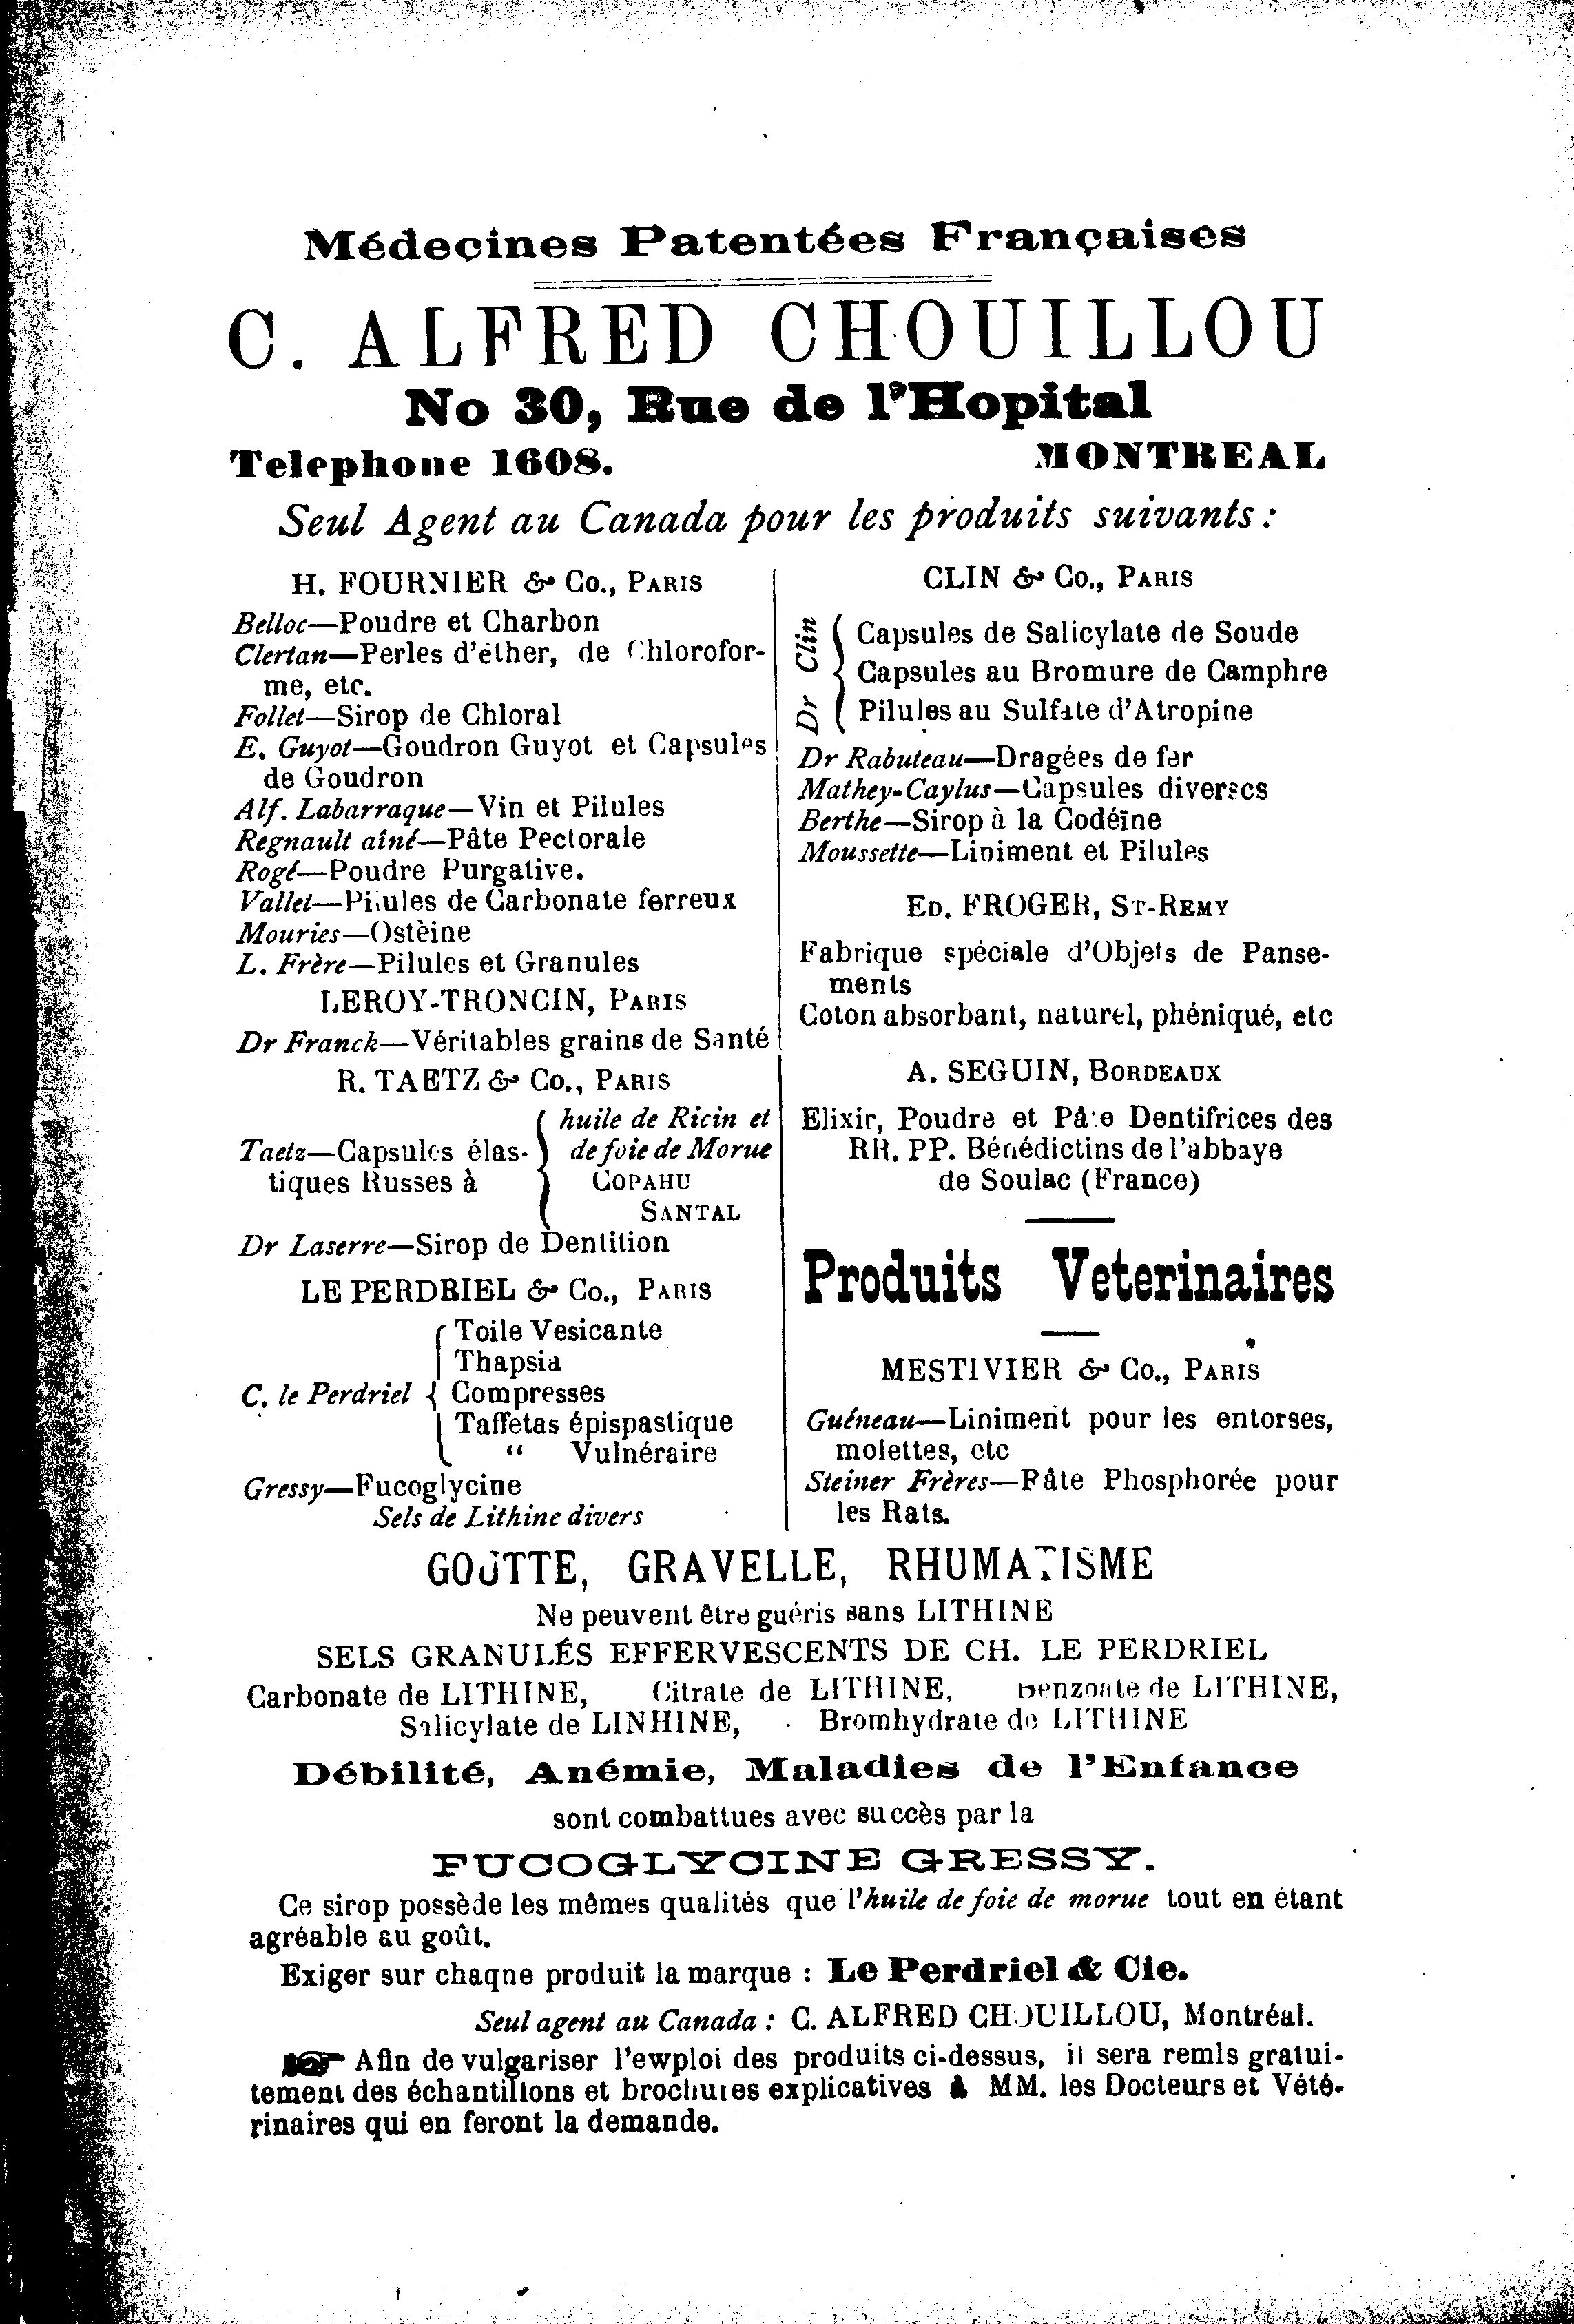 Médecines Patentées Françaises
C. ALFRED CHOUILLOU
No 30, Rue de l'Hopital
Telephone 1608. MONTREAL
Seul Agent au Canada pour les produits suivants :
H. FOURNIER & Co., PARIS
Belloc—Poudre et Charbon
Clertan—Perles d'éther, de Chlorofor-
me, etc.
Follet—Sirop de Chloral
E. Guyot—Goudron Guyot et Capsules
de Goudron
Alf. Labarraque—Vin et Pilules
Regnault aîné—Pâte Pectorale
Rogé—Poudre Purgative.
Vallet—Pilules de Carbonate ferreux
Mouries—Ostèine
L. Frère—Pilules et Granules
LEROY-TRONCIN, PARIS
Dr Franck—Véritables grains de Santé
R. TAETZ & Co., PARIS
huile de Ricin et
Taetz—Capsules élas- de foie de Morue
tiques Russes à COPAHU
SANTAL
Dr Laserre—Sirop de Dentition
LE PERDRIEL & Co., PARIS
Toile Vesicante
Thapsia
C. le Perdriel { Compresses
Taffetas épispastique
“ Vulnéraire
Gressy—Fucoglycine
Sels de Lithine divers
CLIN & Co., PARIS
Dr Clin
Capsules de Salicylate de Soude
Capsules au Bromure de Camphre
Pilules au Sulfate d'Atropine
Dr Rabuteau—Dragées de fer
Mathey-Caylus—Capsules diverses
Berthe—Sirop à la Codéïne
Moussette—Liniment et Pilules
ED. FROGER, ST-REMY
Fabrique spéciale d'Objets de Panse-
ments
Coton absorbant, naturel, phéniqué, etc
A. SEGUIN, BORDEAUX
Elixir, Poudre et Pâte Dentifrices des
RR. PP. Bénédictins de l'abbaye
de Soulac (France)
Produits Veterinaires
MESTIVIER & Co., PARIS
Guéneau—Liniment pour les entorses,
molettes, etc
Steiner Frères—Pâte Phosphorée pour
les Rats.
GOUTTE, GRAVELLE, RHUMATISME
Ne peuvent être guéris sans LITHINE
SELS GRANULÉS EFFERVESCENTS DE CH. LE PERDRIEL
Carbonate de LITHINE, Citrate de LITHINE, Benzoate de LITHINE,
Salicylate de LINHINE, Bromhydrate de LITHINE
Débilité, Anémie, Maladies de l'Enfance
sont combattues avec succès par la
FUCOGLYCINE GRESSY.
Ce sirop possède les mêmes qualités que l'huile de foie de morue tout en étant
agréable au goût.
Exiger sur chaqne produit la marque : Le Perdriel & Cie.
Seul agent au Canada : C. ALFRED CHOUILLOU, Montréal.
☞ Afin de vulgariser l'ewploi des produits ci-dessus, il sera remis gratui-
tement des échantillons et brochures explicatives à MM. les Docteurs et Vété-
rinaires qui en feront la demande.